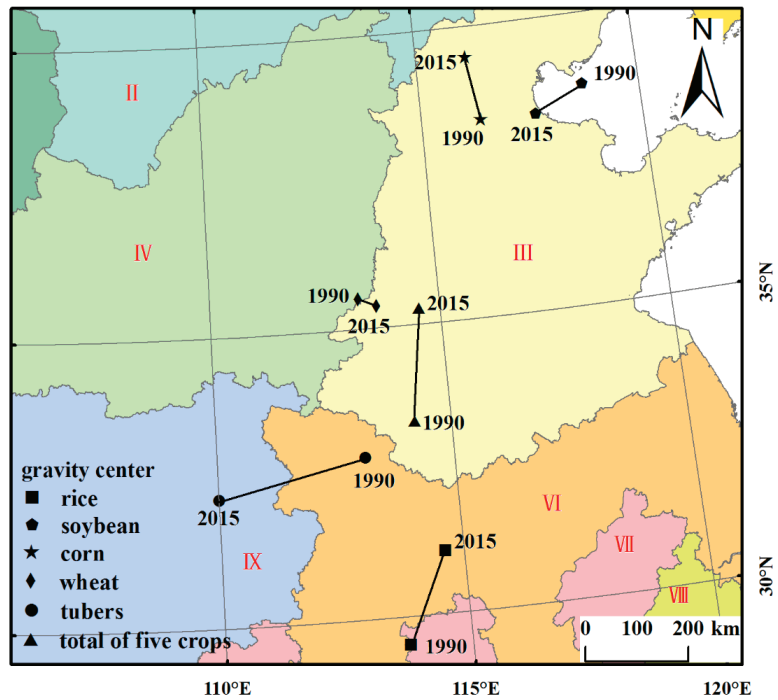 N
II
2015
1990
1990
2015
IV
III
35°N
1990
2015
2015
1990
gravity center
rice
soybean
corn
wheat
tubers
total of five crops
1990
2015
VI
2015
IX
VII
VIII
30°N
1990
0 100 200 km
110°E 115°E 120°E